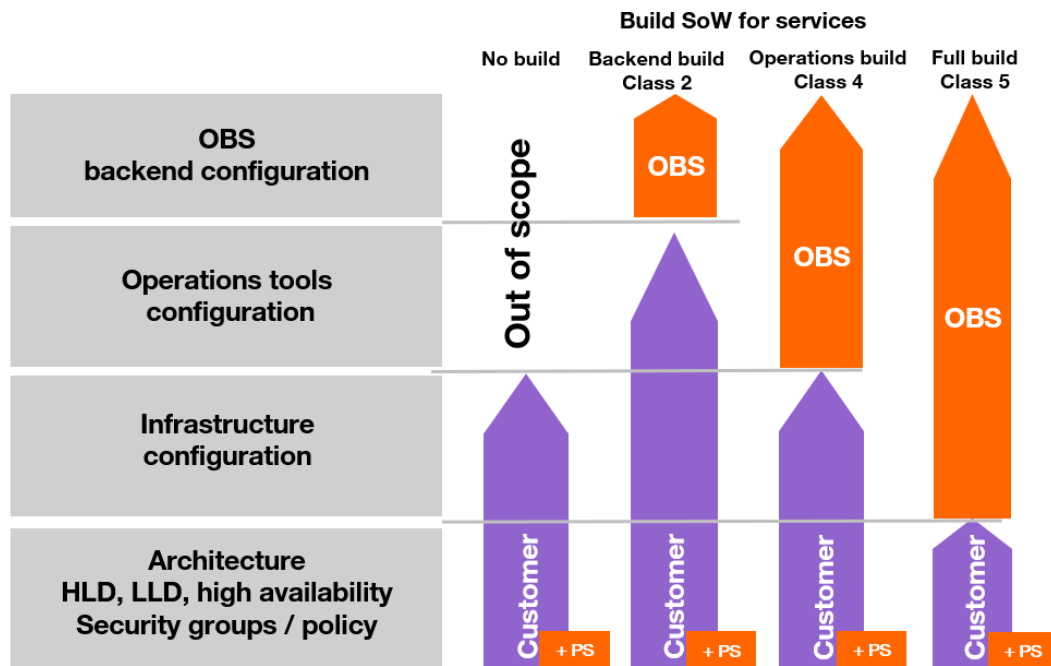 Build SoW for services
No build
Backend build
Class 2
Operations build
Class 4
Full build
Class 5
OBS
backend configuration
Operations tools
configuration
Infrastructure
configuration
Architecture
HLD, LLD, high availability
Security groups / policy
Out of scope
OBS
OBS
OBS
Customer
+ PS
Customer
+ PS
Customer
+ PS
Customer
+ PS